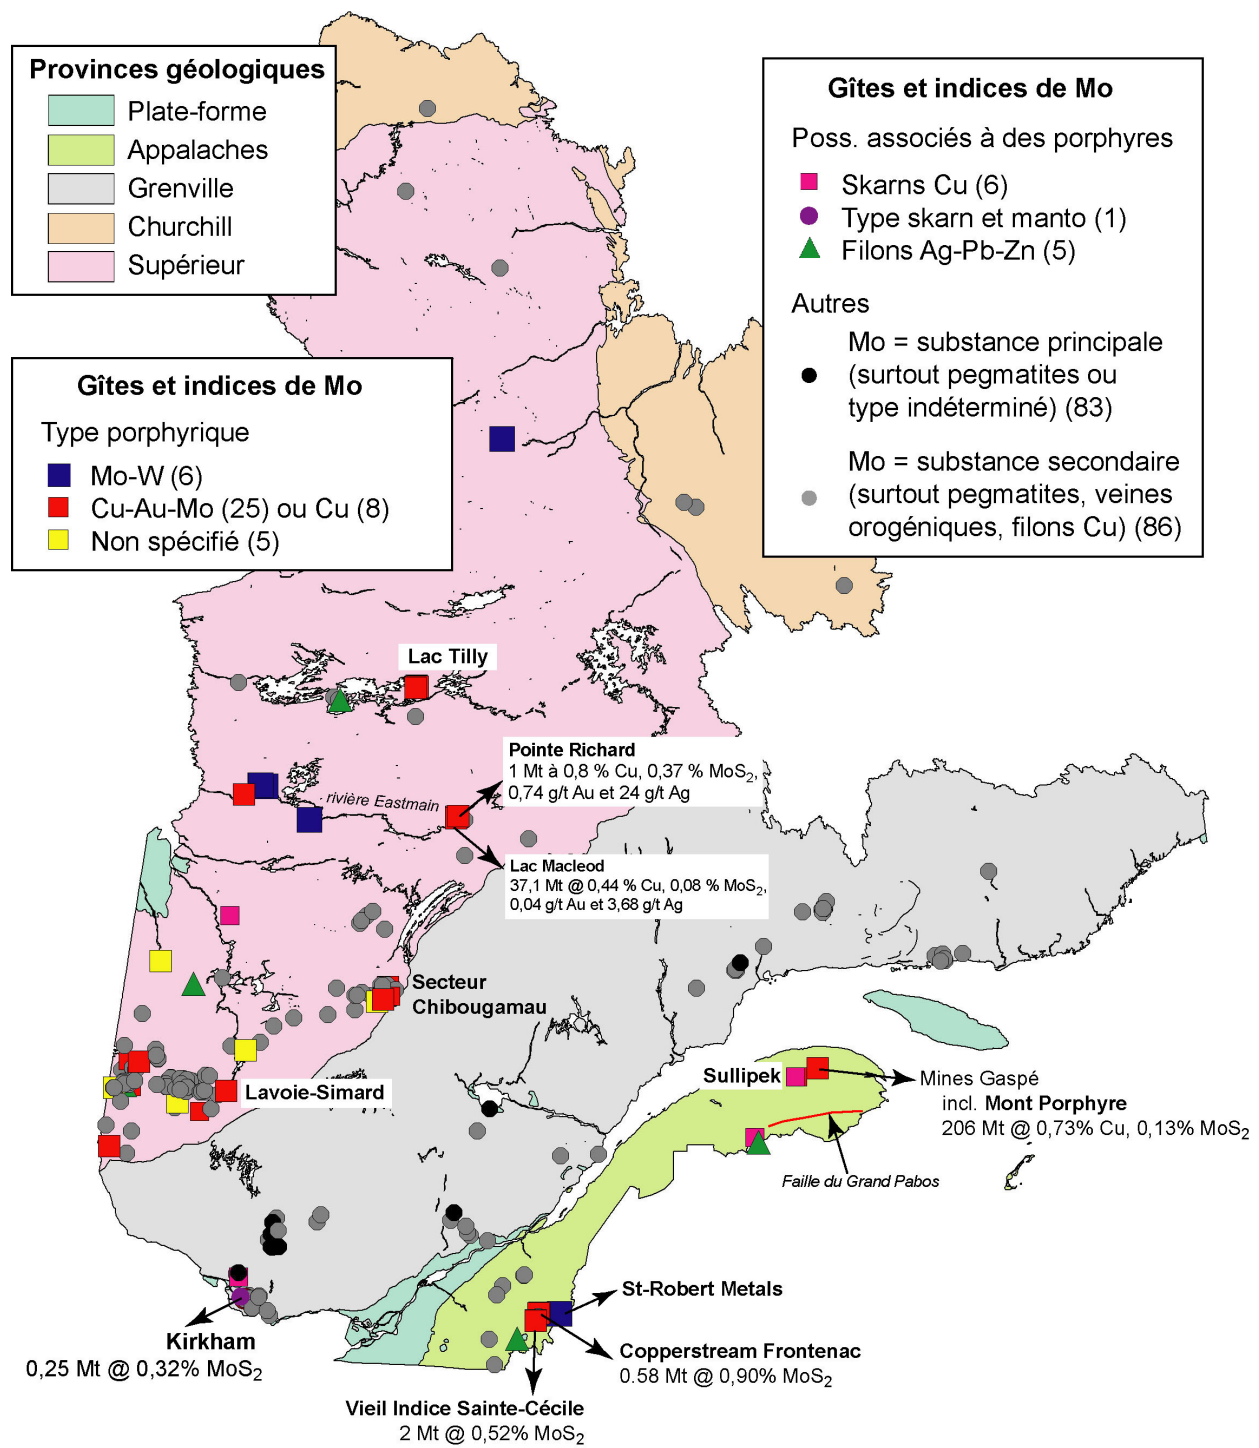 Provinces géologiques
Plate-forme
Appalaches
Grenville
Churchill
Supérieur
Gîtes et indices de Mo
Poss. associés à des porphyres
Skarns Cu (6)
Type skarn et manto (1)
Filons Ag-Pb-Zn (5)
Autres
Mo = substance principale
(surtout pegmatites ou
type indéterminé) (83)
Mo = substance secondaire
(surtout pegmatites, veines
orogéniques, filons Cu) (86)
Gîtes et indices de Mo
Type porphyrique
Mo-W (6)
Cu-Au-Mo (25) ou Cu (8)
Non spécifié (5)
Lac Tilly
Pointe Richard
1 Mt à 0,8 % Cu, 0,37 % MoS2,
0,74 g/t Au et 24 g/t Ag
rivière Eastmain
Lac Macleod
37,1 Mt @ 0,44 % Cu, 0,08 % MoS2,
0,04 g/t Au et 3,68 g/t Ag
Secteur
Chibougamau
Lavoie-Simard
Sullipek
Mines Gaspé
incl. Mont Porphyre
206 Mt @ 0,73% Cu, 0,13% MoS2
Faille du Grand Pabos
St-Robert Metals
Kirkham
0,25 Mt @ 0,32% MoS2
Copperstream Frontenac
0.58 Mt @ 0,90% MoS2
Vieil Indice Sainte-Cécile
2 Mt @ 0,52% MoS2